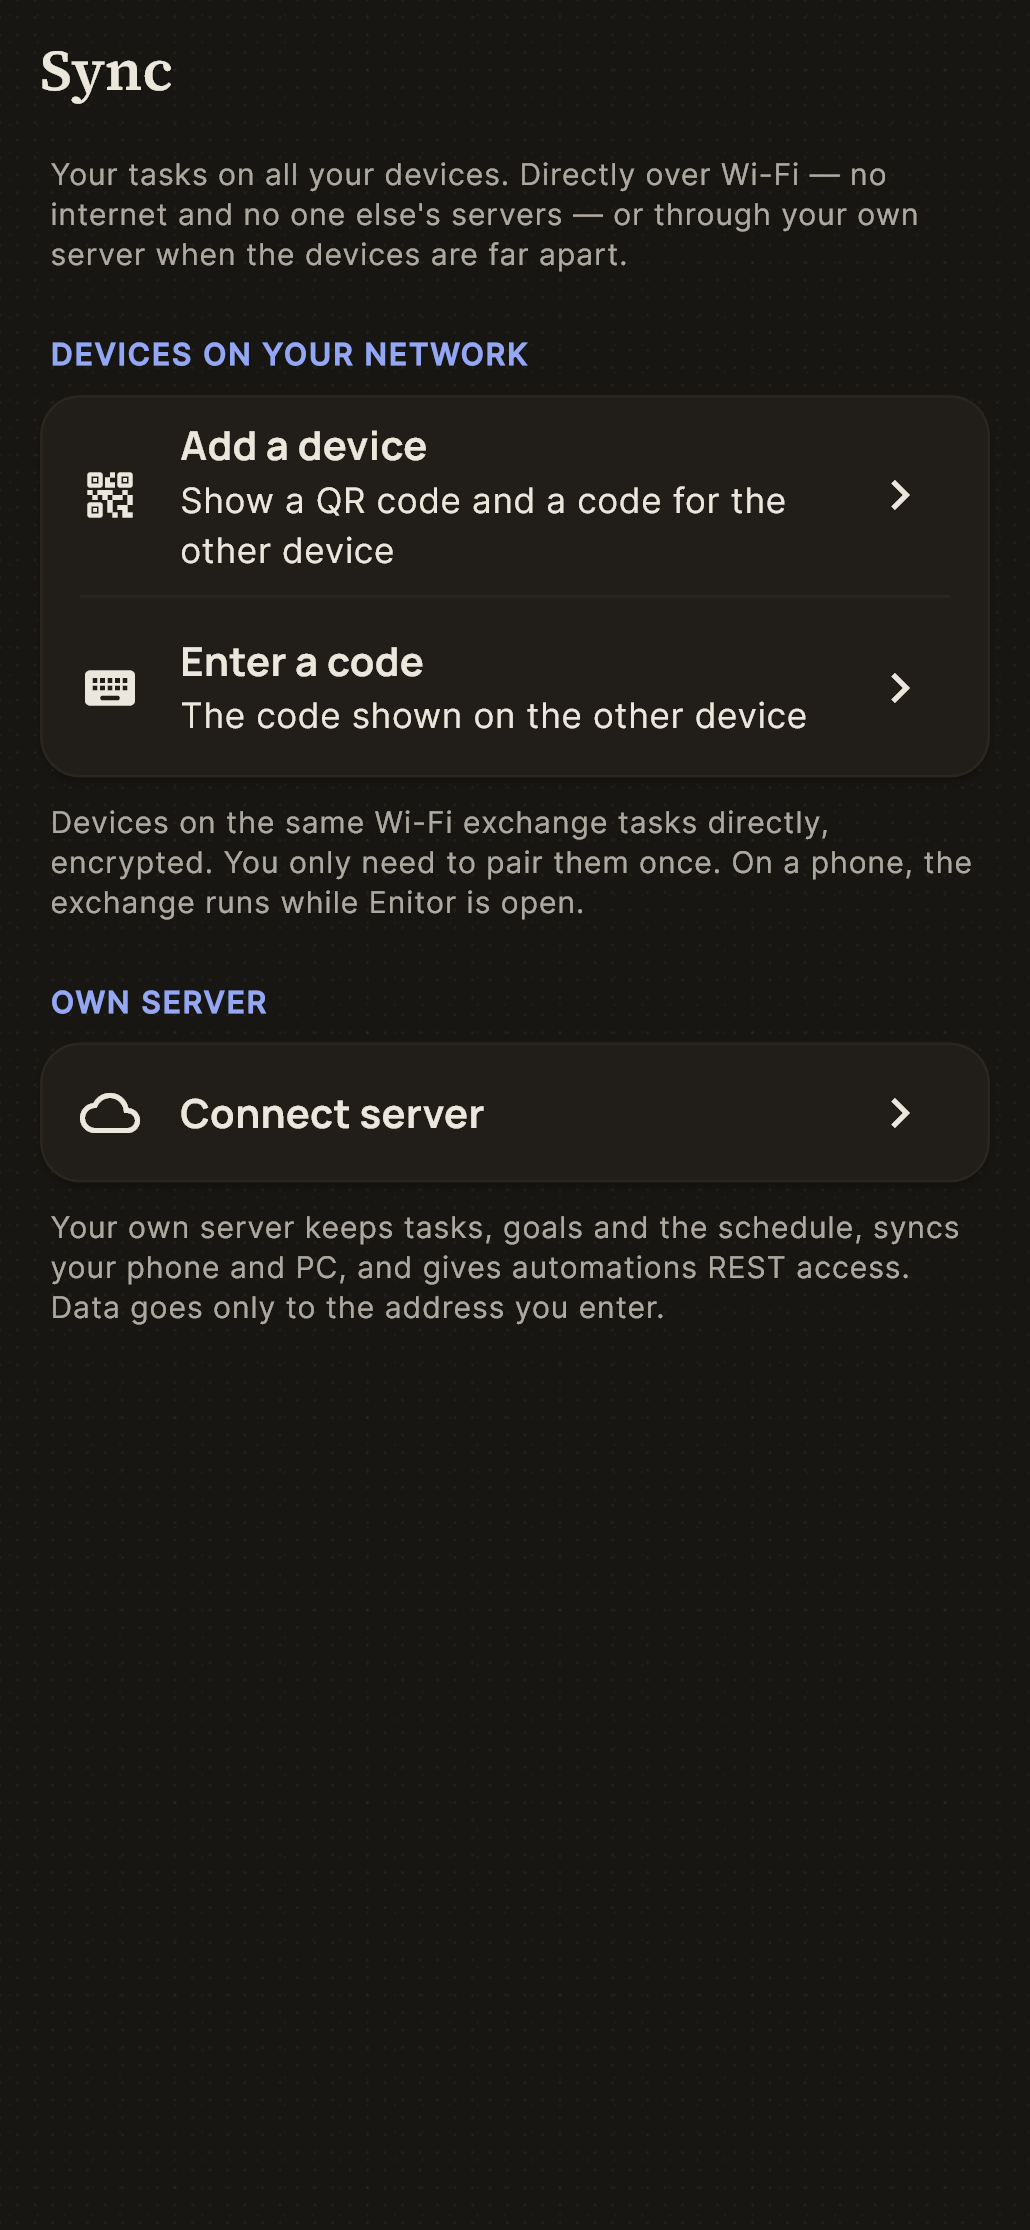 Sync
Your tasks on all your devices. Directly over Wi-Fi — no
internet and no one else's servers — or through your own
server when the devices are far apart.
DEVICES ON YOUR NETWORK
Add a device
Show a QR code and a code for the
other device
Enter a code
The code shown on the other device
Devices on the same Wi-Fi exchange tasks directly,
encrypted. You only need to pair them once. On a phone, the
exchange runs while Enitor is open.
OWN SERVER
Connect server
Your own server keeps tasks, goals and the schedule, syncs
your phone and PC, and gives automations REST access.
Data goes only to the address you enter.